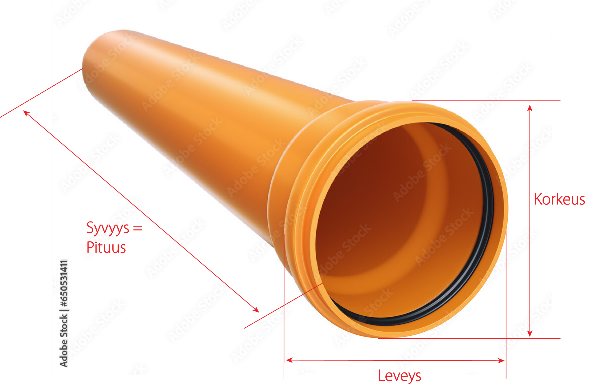 Syvyys =
Pituus
Korkeus
Leveys
Adobe Stock | #650531411